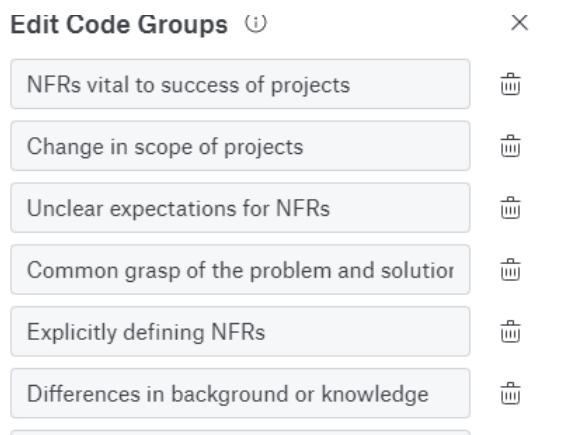 Edit Code Groups
NFRs vital to success of projects
Change in scope of projects
Unclear expectations for NFRs
Common grasp of the problem and solution
Explicitly defining NFRs
Differences in background or knowledge